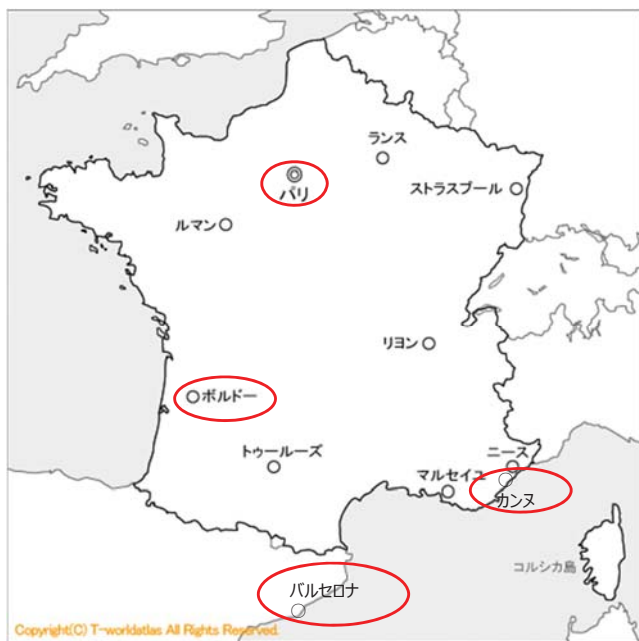 ランス
パリ
ストラスブール
ルマン
リヨン
ボルドー
トゥールーズ
ニース
マルセイユ
カンヌ
コルシカ島
バルセロナ
Copyright(C) T-worldatlas All Rights Reserved